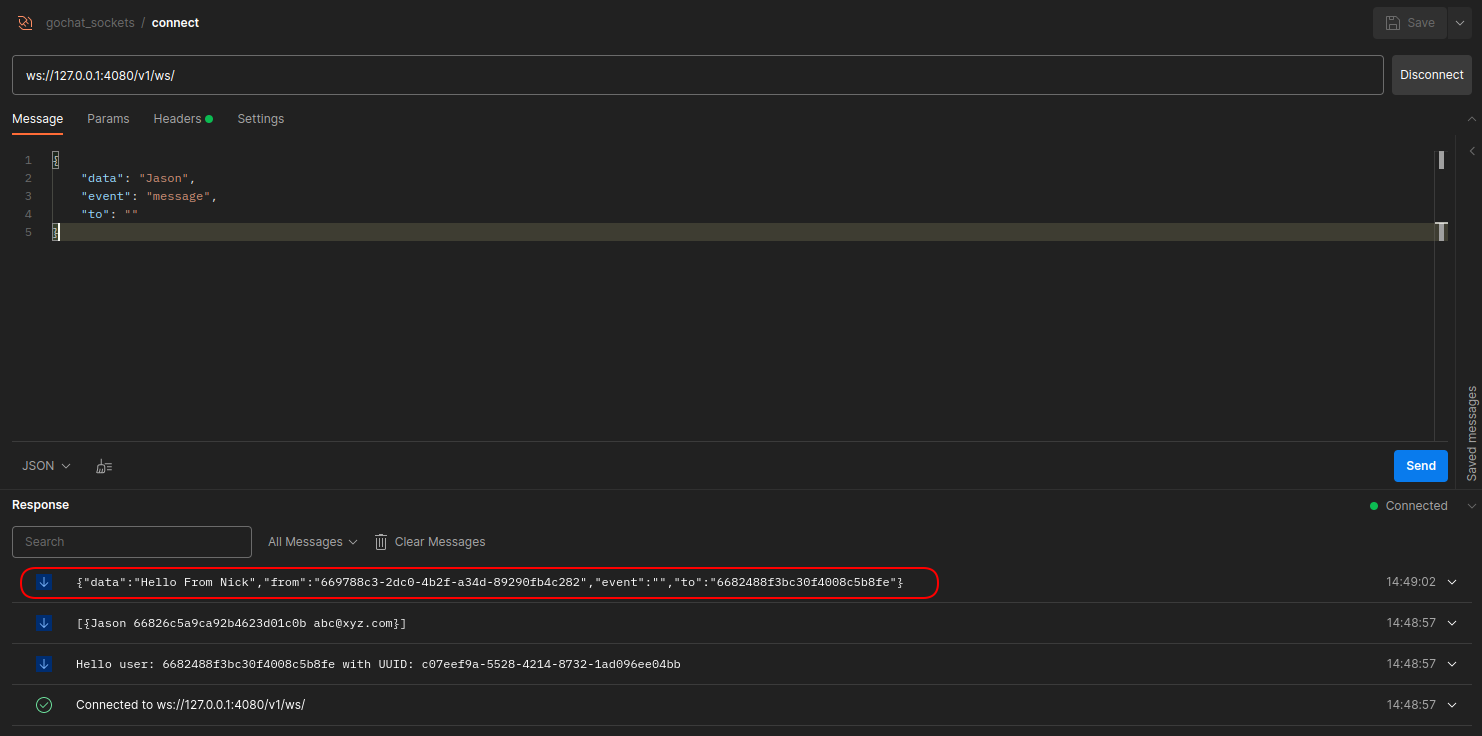 gochat_sockets / connect
Save
ws://127.0.0.1:4080/v1/ws/
Disconnect
Message Params Headers Settings
1 {
2 "data": "Jason",
3 "event": "message",
4 "to": ""
5 }
Saved messages
JSON
Send
Response
Connected
Search
All Messages
Clear Messages
{"data":"Hello From Nick","from":"669788c3-2dc0-4b2f-a34d-89290fb4c282","event":"","to":"6682488f3bc30f4008c5b8fe"} 14:49:02
[{Jason 66826c5a9ca92b4623d01c0b abc@xyz.com}] 14:48:57
Hello user: 6682488f3bc30f4008c5b8fe with UUID: c07eef9a-5528-4214-8732-1ad096ee04bb 14:48:57
Connected to ws://127.0.0.1:4080/v1/ws/ 14:48:57